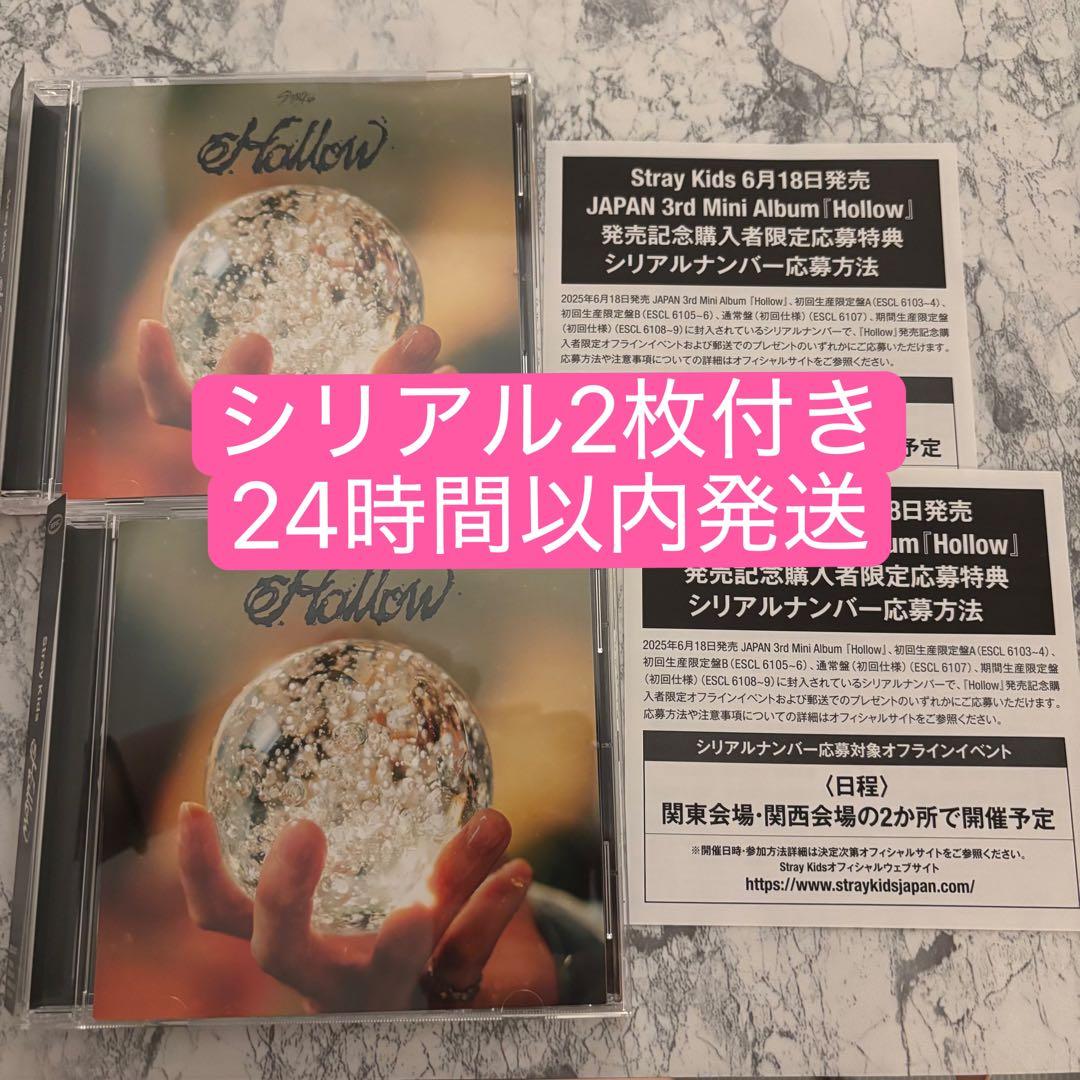 Hollow
Stray Kids 6月18日発売
JAPAN 3rd Mini Album『Hollow』
発売記念購入者限定応募特典
シリアルナンバー応募方法
2025年6月18日発売 JAPAN 3rd Mini Album『Hollow』、初回生産限定盤A(ESCL 6103~4)、
初回生産限定盤B(ESCL 6105~6)、通常盤(初回仕様)(ESCL 6107)、期間生産限定盤
(初回仕様)(ESCL 6108~9)に封入されているシリアルナンバーで、『Hollow』発売記念購
入者限定オフラインイベントおよび郵送でのプレゼントのいずれかにご応募いただけます。
応募方法や注意事項についての詳細はオフィシャルサイトをご参照ください。
予定
シリアル2枚付き
24時間以内発送
Stray Kids Hollow
Hollow
8日発売
um『Hollow』
発売記念購入者限定応募特典
シリアルナンバー応募方法
2025年6月18日発売 JAPAN 3rd Mini Album『Hollow』、初回生産限定盤A(ESCL 6103~4)、
初回生産限定盤B(ESCL 6105~6)、通常盤(初回仕様)(ESCL 6107)、期間生産限定盤
(初回仕様)(ESCL 6108~9)に封入されているシリアルナンバーで、『Hollow』発売記念購
入者限定オフラインイベントおよび郵送でのプレゼントのいずれかにご応募いただけます。
応募方法や注意事項についての詳細はオフィシャルサイトをご参照ください。
シリアルナンバー応募対象オフラインイベント
〈日程〉
関東会場・関西会場の2か所で開催予定
※開催日時・参加方法詳細は決定次第オフィシャルサイトをご参照ください。
Stray Kidsオフィシャルウェブサイト
https://www.straykidsjapan.com/